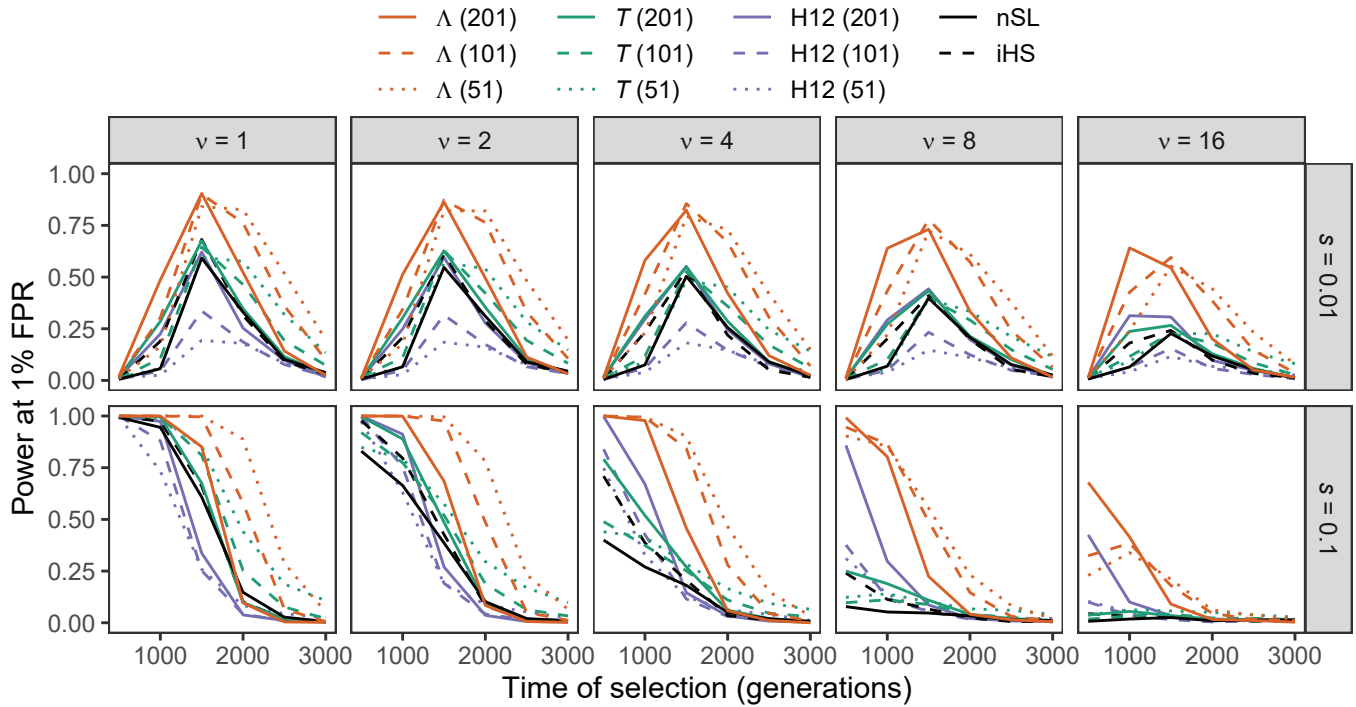 Λ (201) T (201) H12 (201) nSL
Λ (101) T (101) H12 (101) iHS
Λ (51) T (51) H12 (51)
ν = 1 ν = 2 ν = 4 ν = 8 ν = 16
Power at 1% FPR
1.00
0.75
0.50
0.25
0.00
s = 0.01
1.00
0.75
0.50
0.25
0.00
s = 0.1
1000 2000 3000 1000 2000 3000 1000 2000 3000 1000 2000 3000 1000 2000 3000
Time of selection (generations)